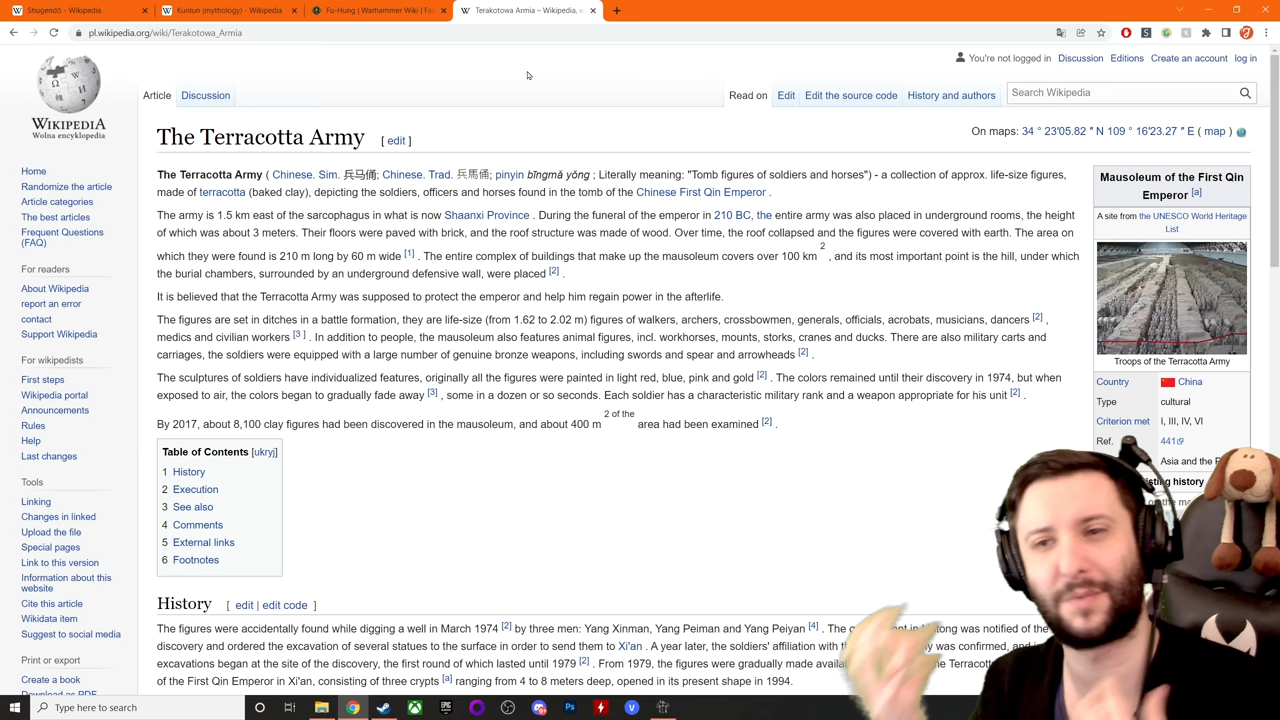 Shugendō - Wikipedia
Kunlun (mythology) - Wikipedia
Fu-Hung | Warhammer Wiki | Fa
Terakotowa Armia – Wikipedia, w
pl.wikipedia.org/wiki/Terakotowa_Armia
You're not logged in Discussion Editions Create an account log in
Article Discussion Read on Edit Edit the source code History and authors Search Wikipedia
WIKIPEDIA
Wolna encyklopedia
The Terracotta Army [ edit ]
On maps: 34 ° 23′05.82 ″ N 109 ° 16′23.27 ″ E ( map )
The Terracotta Army ( Chinese. Sim. 兵马俑; Chinese. Trad. 兵馬俑; pinyin bīngmǎ yǒng ; Literally meaning: "Tomb figures of soldiers and horses") - a collection of approx. life-size figures,
made of terracotta (baked clay), depicting the soldiers, officers and horses found in the tomb of the Chinese First Qin Emperor .
The army is 1.5 km east of the sarcophagus in what is now Shaanxi Province . During the funeral of the emperor in 210 BC, the entire army was also placed in underground rooms, the height
of which was about 3 meters. Their floors were paved with brick, and the roof structure was made of wood. Over time, the roof collapsed and the figures were covered with earth. The area on
which they were found is 210 m long by 60 m wide [1] . The entire complex of buildings that make up the mausoleum covers over 100 km 2 , and its most important point is the hill, under which
the burial chambers, surrounded by an underground defensive wall, were placed [2] .
It is believed that the Terracotta Army was supposed to protect the emperor and help him regain power in the afterlife.
The figures are set in ditches in a battle formation, they are life-size (from 1.62 to 2.02 m) figures of walkers, archers, crossbowmen, generals, officials, acrobats, musicians, dancers [2] ,
medics and civilian workers [3 ] . In addition to people, the mausoleum also features animal figures, incl. workhorses, mounts, storks, cranes and ducks. There are also military carts and
carriages, the soldiers were equipped with a large number of genuine bronze weapons, including swords and spear and arrowheads [2] .
The sculptures of soldiers have individualized features, originally all the figures were painted in light red, blue, pink and gold [2] . The colors remained until their discovery in 1974, but when
exposed to air, the colors began to gradually fade away [3] , some in a dozen or so seconds. Each soldier has a characteristic military rank and a weapon appropriate for his unit [2] .
By 2017, about 8,100 clay figures had been discovered in the mausoleum, and about 400 m 2 of the area had been examined [2] .
Table of Contents [ukryj]
1 History
2 Execution
3 See also
4 Comments
5 External links
6 Footnotes
History [ edit | edit code ]
The figures were accidentally found while digging a well in March 1974 [2] by three men: Yang Xinman, Yang Peiman and Yang Peiyan [4] . The
discovery and ordered the excavation of several statues to the surface in order to send them to Xi'an . A year later, the soldiers' affiliation with
excavations began at the site of the discovery, the first round of which lasted until 1979 [2] . From 1979, the figures were gradually made
of the First Qin Emperor in Xi'an, consisting of three crypts [a] ranging from 4 to 8 meters deep, opened in its present shape in 1994.
Mausoleum of the First Qin
Emperor [a]
A site from the UNESCO World Heritage
List
Troops of the Terracotta Army
Country China
Type cultural
Criterion met I, III, IV, VI
Ref. 441
Asia and the
history
Home
Randomize the article
Article categories
The best articles
Frequent Questions
(FAQ)
For readers
About Wikipedia
report an error
contact
Support Wikipedia
For wikipedists
First steps
Wikipedia portal
Announcements
Rules
Help
Last changes
Tools
Linking
Changes in linked
Upload the file
Special pages
Link to this version
Information about this
website
Cite this article
Wikidata item
Suggest to social media
Print or export
Create a book
Download as PDF
Type here to search